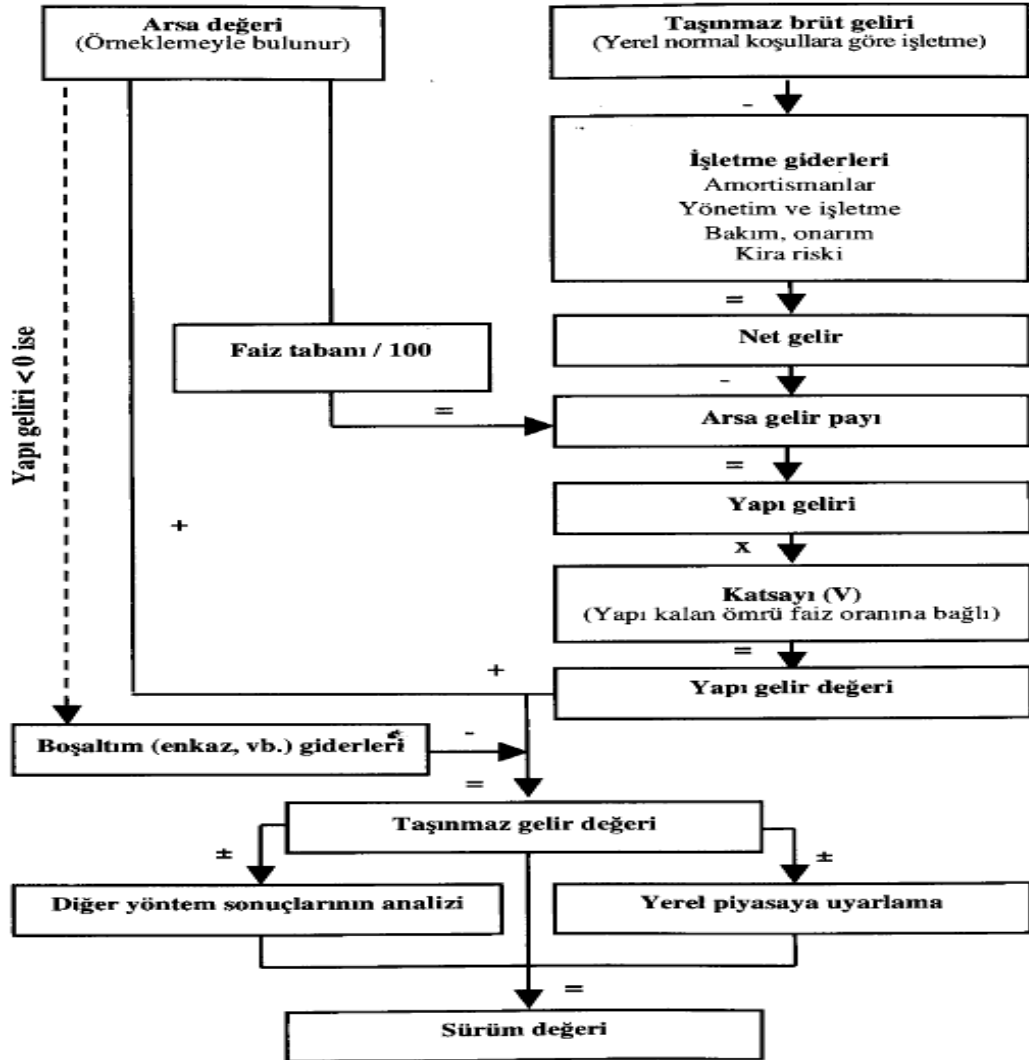 Arsa değeri
(Örneklemeyle bulunur)
Taşınmaz brüt geliri
(Yerel normal koşullara göre işletme)
-
İşletme giderleri
Amortismanlar
Yönetim ve işletme
Bakım, onarım
Kira riski
=
Faiz tabanı / 100
Net gelir
-
=
Arsa gelir payı
=
Yapı geliri < 0 ise
Yapı geliri
+
x
Katsayı (V)
(Yapı kalan ömrü faiz oranına bağlı)
=
+
Yapı gelir değeri
Boşaltım (enkaz, vb.) giderleri
-
=
Taşınmaz gelir değeri
±
±
Diğer yöntem sonuçlarının analizi
Yerel piyasaya uyarlama
=
Sürüm değeri